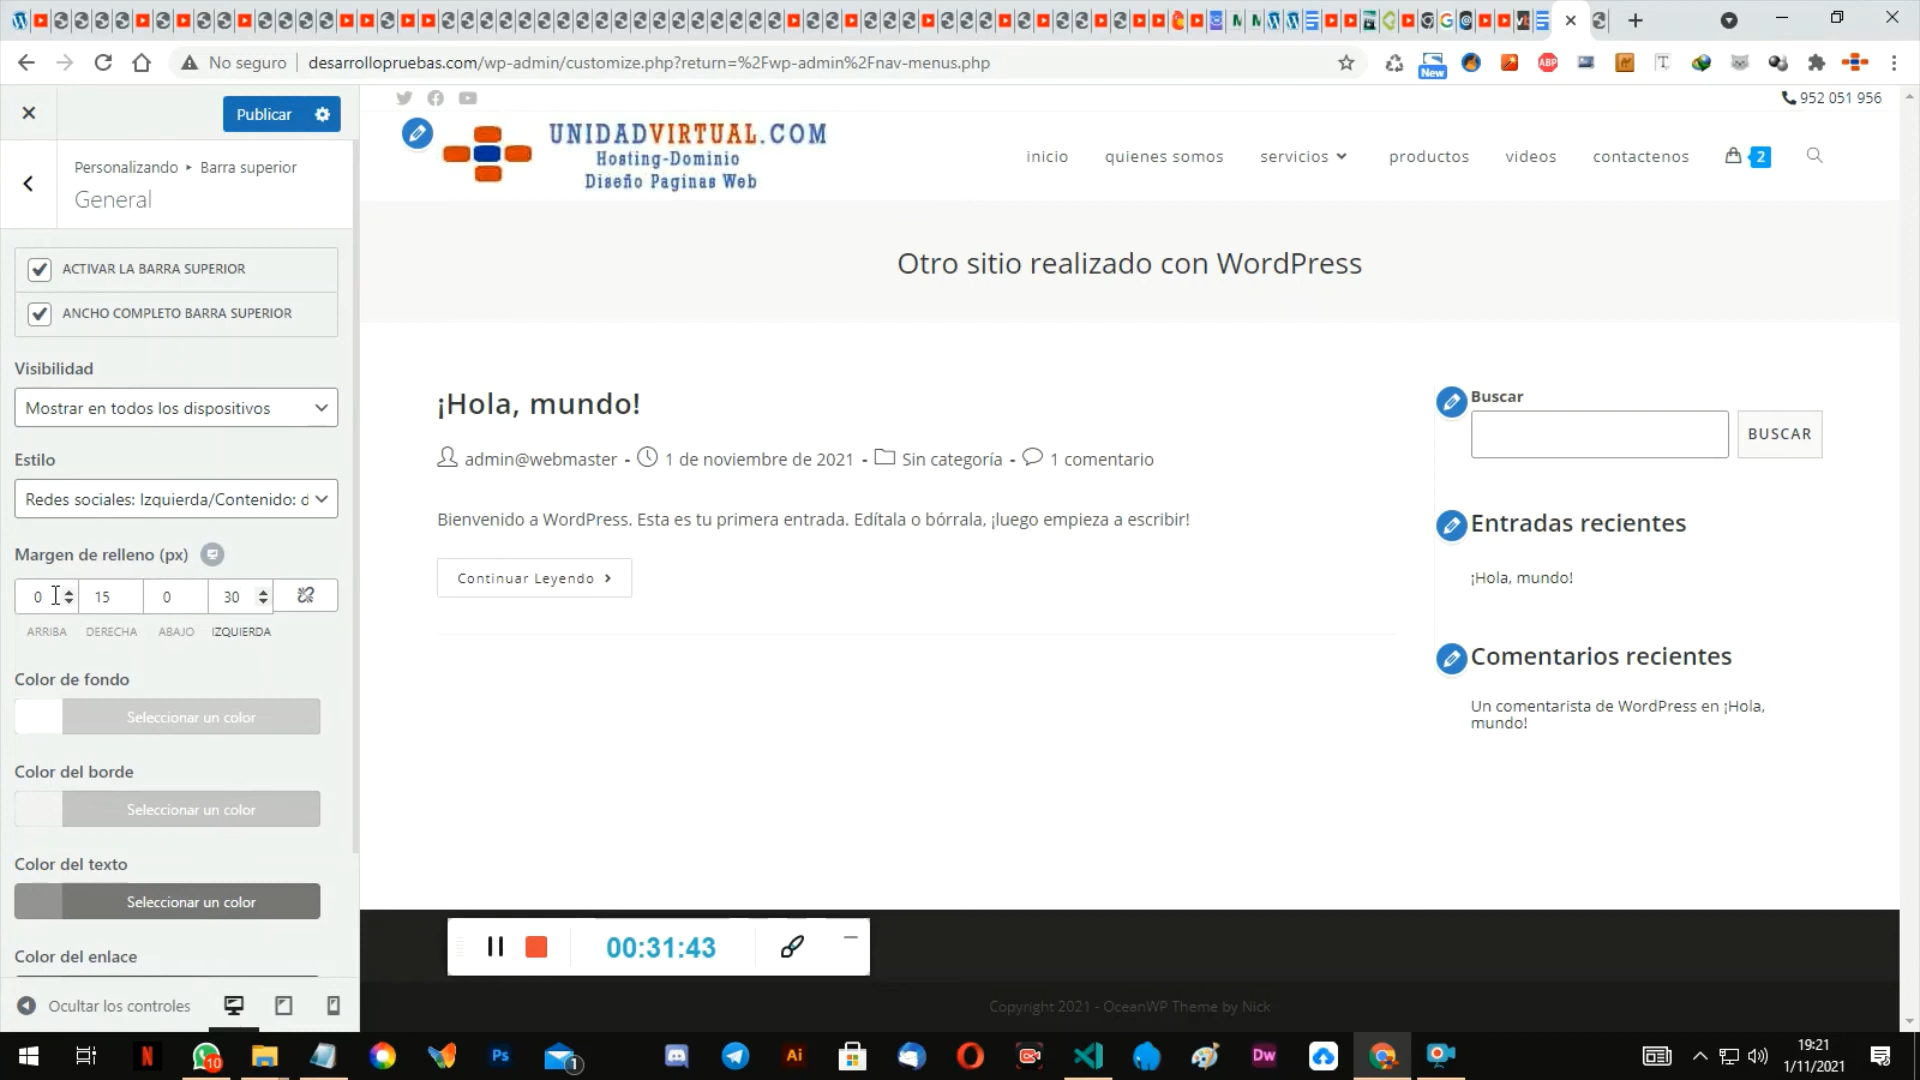 No seguro
desarrollopruebas.com/wp-admin/customize.php?return=%2Fwp-admin%2Fnav-menus.php
ABP
New
Publicar
952 051 956
Personalizando ▸ Barra superior
General
UNIDADVIRTUAL.COM
Hosting-Dominio
Diseño Paginas Web
inicio
quienes somos
servicios
productos
videos
contactenos
2
ACTIVAR LA BARRA SUPERIOR
ANCHO COMPLETO BARRA SUPERIOR
Otro sitio realizado con WordPress
Visibilidad
Mostrar en todos los dispositivos
Estilo
Redes sociales: Izquierda/Contenido: d
Margen de relleno (px)
0
15
0
30
ARRIBA
DERECHA
ABAJO
IZQUIERDA
Color de fondo
Seleccionar un color
Color del borde
Seleccionar un color
Color del texto
Seleccionar un color
Color del enlace
Ocultar los controles
¡Hola, mundo!
admin@webmaster - 1 de noviembre de 2021 - Sin categoría - 1 comentario
Bienvenido a WordPress. Esta es tu primera entrada. Edítala o bórrala, ¡luego empieza a escribir!
Continuar Leyendo
Buscar
BUSCAR
Entradas recientes
¡Hola, mundo!
Comentarios recientes
Un comentarista de WordPress en ¡Hola,
mundo!
00:31:43
Copyright 2021 - OceanWP Theme by Nick
N
10
Ps
1
Ai
Dw
19:21
1/11/2021